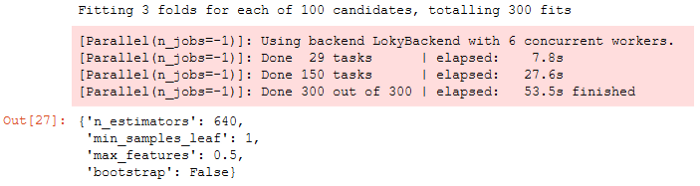 Fitting 3 folds for each of 100 candidates, totalling 300 fits
[Parallel(n_jobs=-1)]: Using backend LokyBackend with 6 concurrent workers.
[Parallel(n_jobs=-1)]: Done  29 tasks      | elapsed:    7.8s
[Parallel(n_jobs=-1)]: Done 150 tasks      | elapsed:   27.6s
[Parallel(n_jobs=-1)]: Done 300 out of 300 | elapsed:   53.5s finished
Out[27]: {'n_estimators': 640,
 'min_samples_leaf': 1,
 'max_features': 0.5,
 'bootstrap': False}